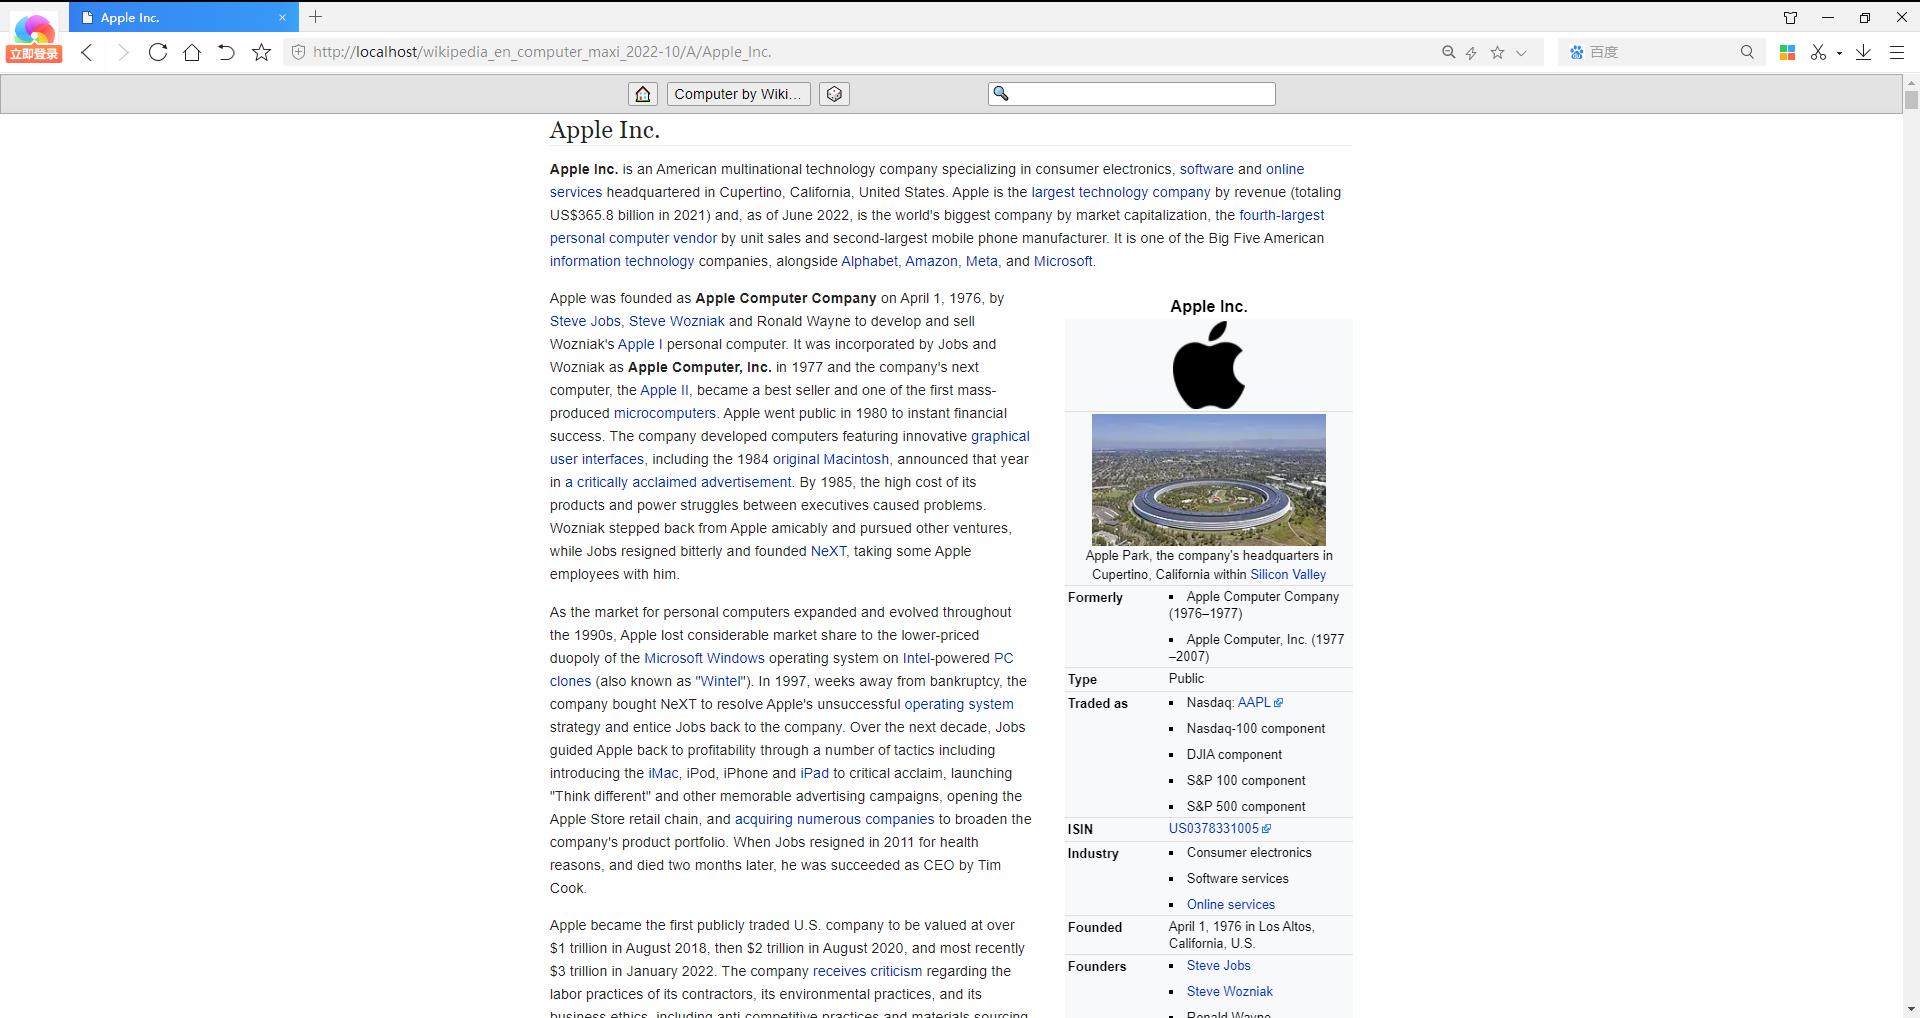 Apple Inc.
立即登录
http://localhost/wikipedia_en_computer_maxi_2022-10/A/Apple_Inc.
百度
Computer by Wiki...
Apple Inc.
Apple Inc. is an American multinational technology company specializing in consumer electronics, software and online
services headquartered in Cupertino, California, United States. Apple is the largest technology company by revenue (totaling
US$365.8 billion in 2021) and, as of June 2022, is the world's biggest company by market capitalization, the fourth-largest
personal computer vendor by unit sales and second-largest mobile phone manufacturer. It is one of the Big Five American
information technology companies, alongside Alphabet, Amazon, Meta, and Microsoft.
Apple was founded as Apple Computer Company on April 1, 1976, by
Steve Jobs, Steve Wozniak and Ronald Wayne to develop and sell
Wozniak's Apple I personal computer. It was incorporated by Jobs and
Wozniak as Apple Computer, Inc. in 1977 and the company's next
computer, the Apple II, became a best seller and one of the first mass-
produced microcomputers. Apple went public in 1980 to instant financial
success. The company developed computers featuring innovative graphical
user interfaces, including the 1984 original Macintosh, announced that year
in a critically acclaimed advertisement. By 1985, the high cost of its
products and power struggles between executives caused problems.
Wozniak stepped back from Apple amicably and pursued other ventures,
while Jobs resigned bitterly and founded NeXT, taking some Apple
employees with him.
As the market for personal computers expanded and evolved throughout
the 1990s, Apple lost considerable market share to the lower-priced
duopoly of the Microsoft Windows operating system on Intel-powered PC
clones (also known as "Wintel"). In 1997, weeks away from bankruptcy, the
company bought NeXT to resolve Apple's unsuccessful operating system
strategy and entice Jobs back to the company. Over the next decade, Jobs
guided Apple back to profitability through a number of tactics including
introducing the iMac, iPod, iPhone and iPad to critical acclaim, launching
"Think different" and other memorable advertising campaigns, opening the
Apple Store retail chain, and acquiring numerous companies to broaden the
company's product portfolio. When Jobs resigned in 2011 for health
reasons, and died two months later, he was succeeded as CEO by Tim
Cook.
Apple became the first publicly traded U.S. company to be valued at over
$1 trillion in August 2018, then $2 trillion in August 2020, and most recently
$3 trillion in January 2022. The company receives criticism regarding the
labor practices of its contractors, its environmental practices, and its
business ethics, including anti-competitive practices and materials sourcing
Apple Inc.
Apple Park, the company's headquarters in
Cupertino, California within Silicon Valley
Formerly
▪ Apple Computer Company
(1976–1977)
▪ Apple Computer, Inc. (1977
–2007)
Type Public
Traded as
▪ Nasdaq: AAPL
▪ Nasdaq-100 component
▪ DJIA component
▪ S&P 100 component
▪ S&P 500 component
ISIN US0378331005
Industry
▪ Consumer electronics
▪ Software services
▪ Online services
Founded April 1, 1976 in Los Altos,
California, U.S.
Founders
▪ Steve Jobs
▪ Steve Wozniak
▪ Ronald Wayne